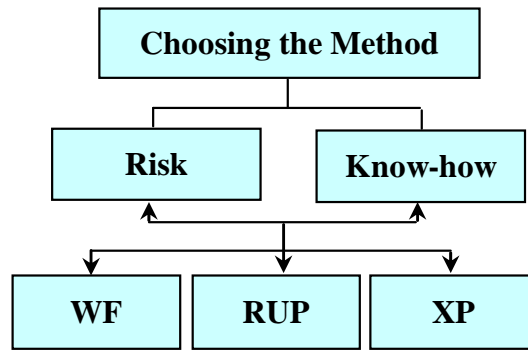 Choosing the Method
Risk
Know-how
WF
RUP
XP